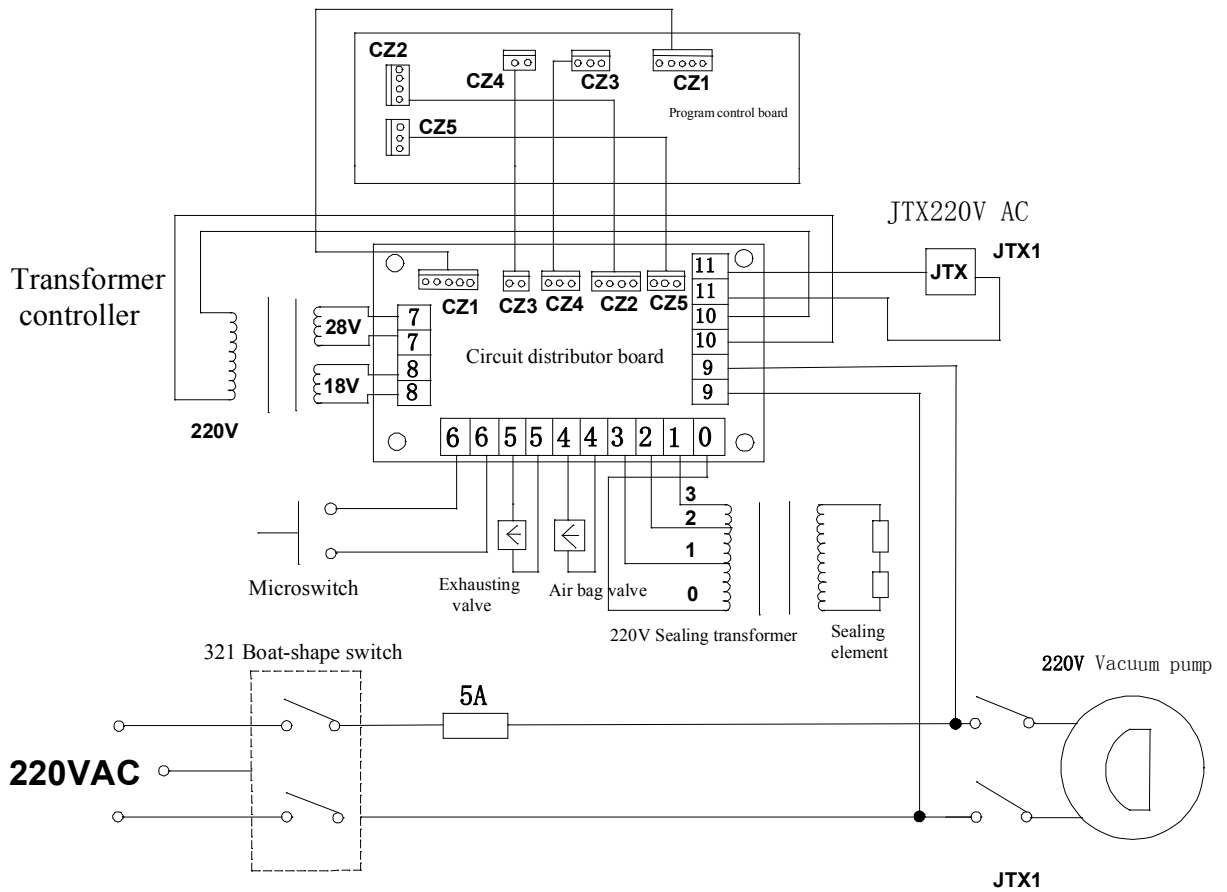 CZ2
CZ4
CZ3
CZ1
Program control board
CZ5
JTX220V AC
JTX1
JTX
Transformer
controller
CZ1
CZ3
CZ4
CZ2
CZ5
11
11
10
10
9
9
28V
7
7
18V
8
8
Circuit distributor board
220V
6 6 5 5 4 4 3 2 1 0
3
2
1
0
Microswitch
Exhausting
valve
Air bag valve
220V Sealing transformer
Sealing
element
321 Boat-shape switch
5A
220V Vacuum pump
220VAC
JTX1